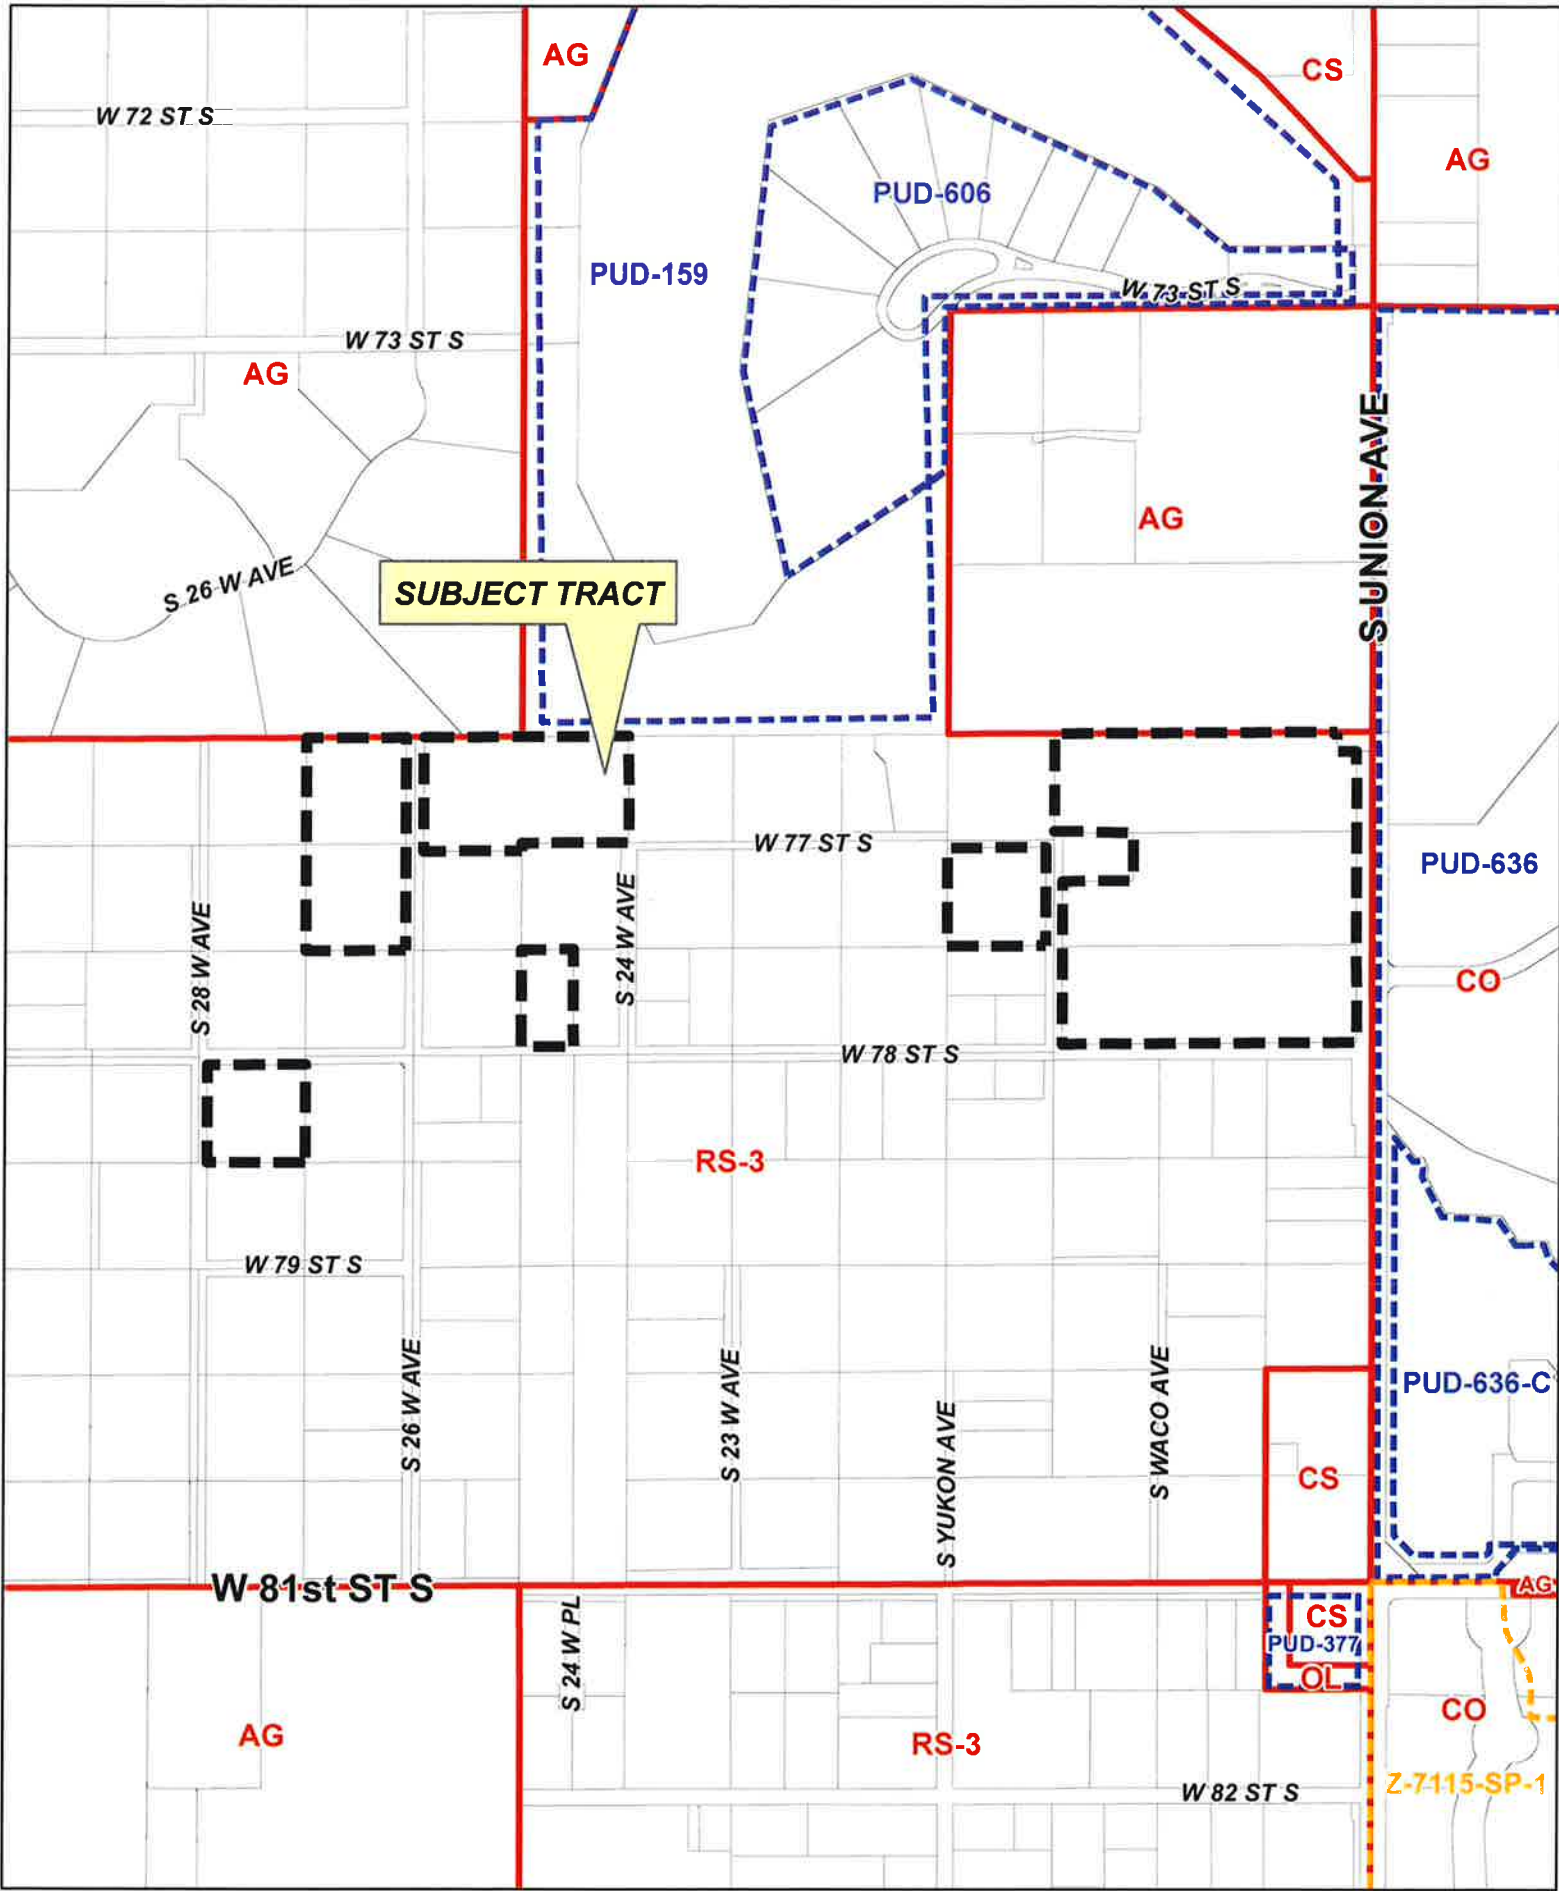 AG
CS
W 72 ST S
AG
PUD-606
PUD-159
W 73 ST S
W 73 ST S
AG
S UNION AVE
AG
S 26 W AVE
SUBJECT TRACT
W 77 ST S
PUD-636
S 28 W AVE
S 24 W AVE
CO
W 78 ST S
RS-3
W 79 ST S
S 26 W AVE
S 23 W AVE
S YUKON AVE
S WACO AVE
PUD-636-C
CS
W 81st ST S
AG
S 24 W PL
CS
PUD-377
OL
AG
RS-3
CO
W 82 ST S
Z-7115-SP-1